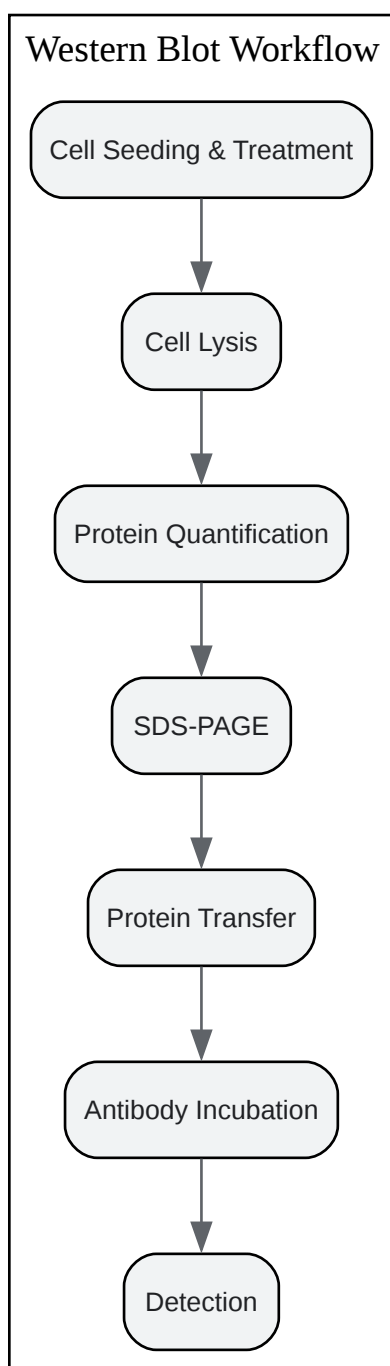 Western Blot Workflow
Cell Seeding & Treatment
Cell Lysis
Protein Quantification
SDS-PAGE
Protein Transfer
Antibody Incubation
Detection